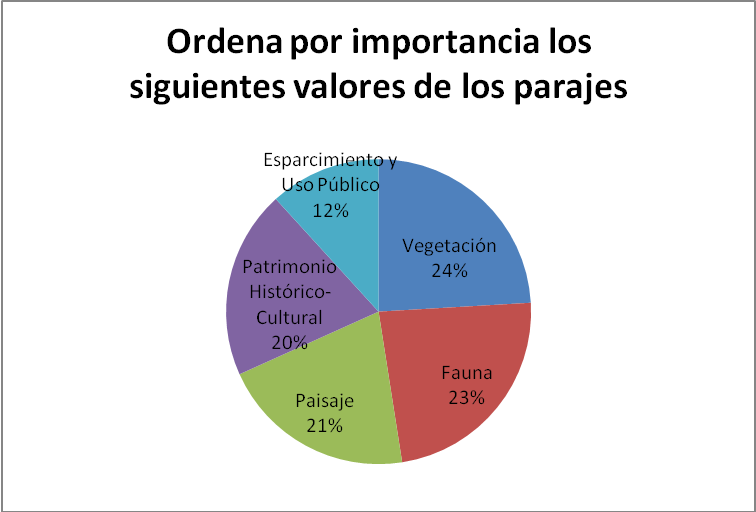 Ordena por importancia los
siguientes valores de los parajes
Esparcimiento y
Uso Público
12%
Vegetación
24%
Patrimonio
Histórico-
Cultural
20%
Fauna
23%
Paisaje
21%